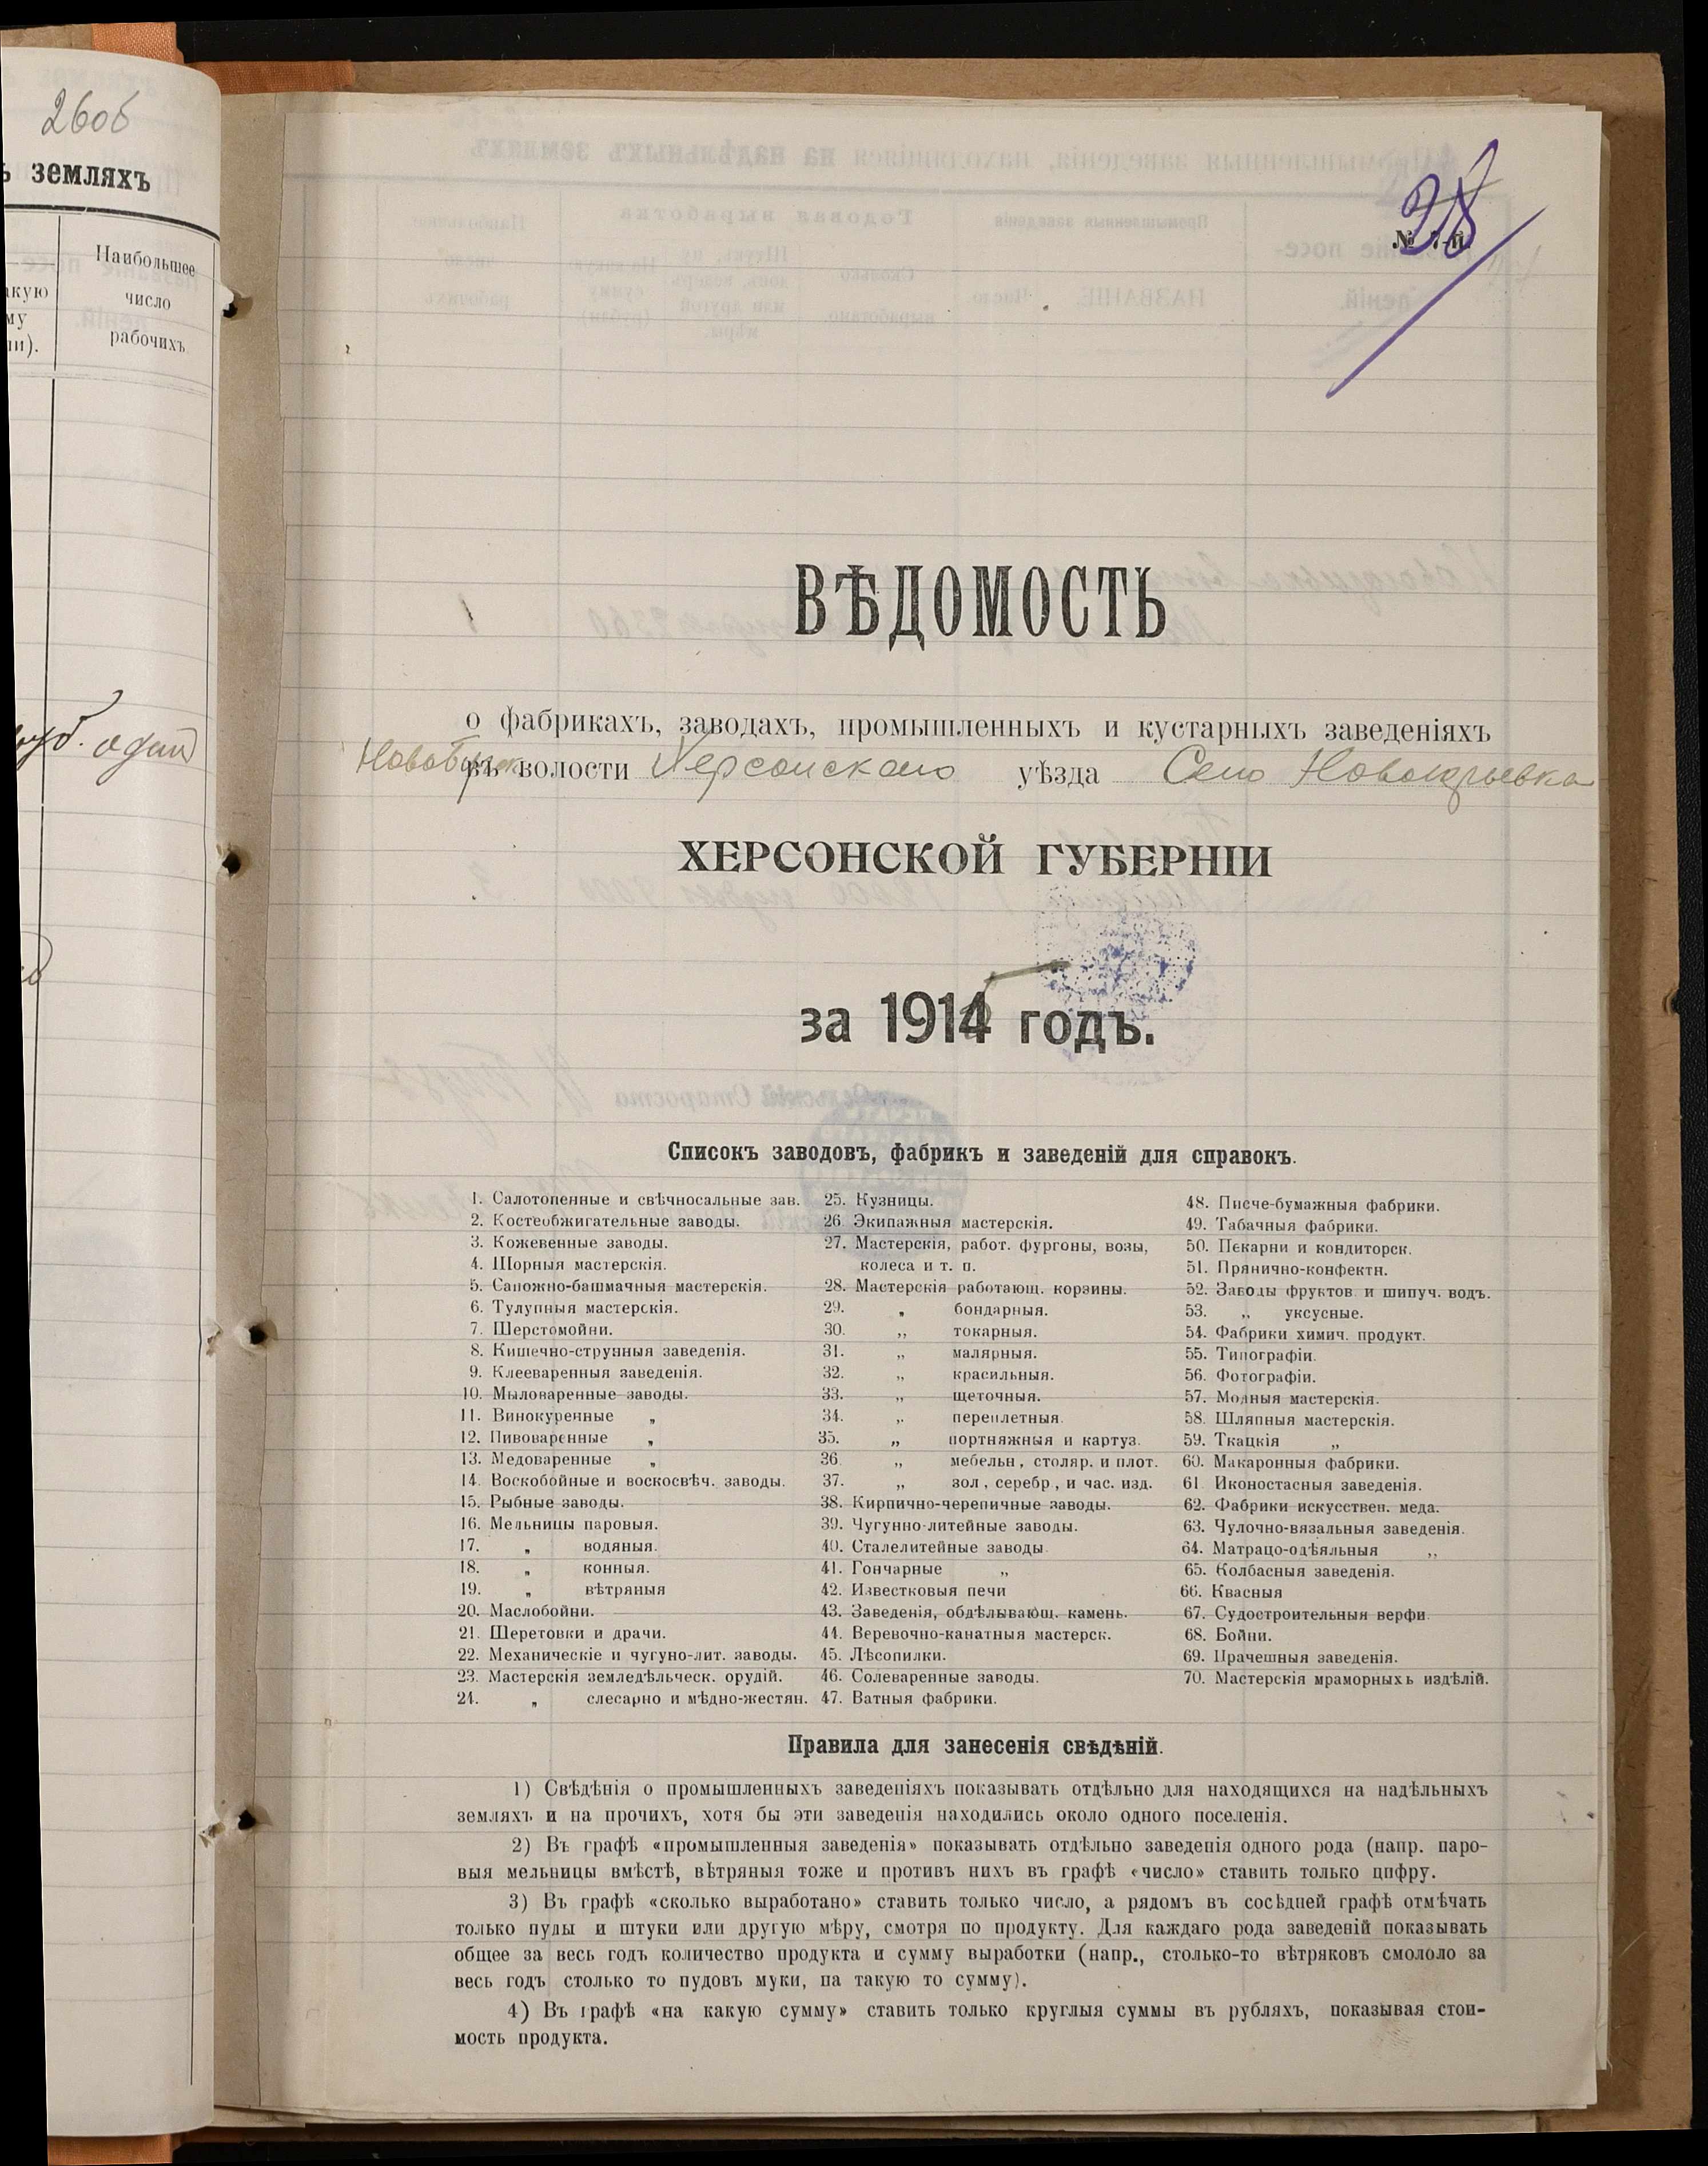 26об
ъ земляхъ
Наибольшее
число
рабочихъ
акую
му
ли).
руб. один
28
№ 7-й.
ВѢДОМОСТЬ
о фабрикахъ, заводахъ, промышленныхъ и кустарныхъ заведеніяхъ
въ волости Херсонскаго уѣзда Село Новоюрьевка
ХЕРСОНСКОЙ ГУБЕРНІИ
за 1914 годъ.
Списокъ заводовъ, фабрикъ и заведеній для справокъ.
1. Салотопенные и свѣчносальные зав.
2. Костеобжигательные заводы.
3. Кожевенные заводы.
4. Шорныя мастерскія.
5. Сапожно-башмачныя мастерскія.
6. Тулупныя мастерскія.
7. Шерстомойни.
8. Кишечно-струнныя заведенія.
9. Клееваренныя заведенія.
10. Мыловаренные заводы.
11. Винокуренные „
12. Пивоваренные „
13. Медоваренные „
14. Воскобойные и воскосвѣч. заводы.
15. Рыбные заводы.
16. Мельницы паровыя.
17. „ водяныя.
18. „ конныя.
19. „ вѣтряныя
20. Маслобойни.
21. Шеретовки и драчи.
22. Механическіе и чугуно-лит. заводы.
23. Мастерскія земледѣльческ. орудій.
24. „ слесарно и мѣдно-жестян.
25. Кузницы.
26. Экипажныя мастерскія.
27. Мастерскія, работ. фургоны, возы,
колеса и т. п.
28. Мастерскія работающ. корзины.
29. „ бондарныя.
30. „ токарныя.
31. „ малярныя.
32. „ красильныя.
33. „ щеточныя.
34. „ переплетныя.
35. „ портняжныя и картуз.
36. „ мебельн., столяр. и плот.
37. „ зол., серебр., и час. изд.
38. Кирпично-черепичные заводы.
39. Чугунно-литейные заводы.
40. Сталелитейные заводы.
41. Гончарные „
42. Известковыя печи
43. Заведенія, обдѣлывающ. камень.
44. Веревочно-канатныя мастерск.
45. Лѣсопилки.
46. Солеваренные заводы.
47. Ватныя фабрики.
48. Писче-бумажныя фабрики.
49. Табачныя фабрики.
50. Пекарни и кондиторск.
51. Прянично-конфектн.
52. Заводы фруктов. и шипуч. водъ.
53. „ уксусные.
54. Фабрики химич. продукт.
55. Типографіи.
56. Фотографіи.
57. Модныя мастерскія.
58. Шляпныя мастерскія.
59. Ткацкія „
60. Макаронныя фабрики.
61. Иконостасныя заведенія.
62. Фабрики искусствен. меда.
63. Чулочно-вязальныя заведенія.
64. Матрацо-одѣяльныя „
65. Колбасныя заведенія.
66. Квасныя
67. Судостроительныя верфи.
68. Бойни.
69. Прачешныя заведенія.
70. Мастерскія мраморныхъ издѣлій.
Правила для занесенія свѣдѣній.
1) Свѣдѣнія о промышленныхъ заведеніяхъ показывать отдѣльно для находящихся на надѣльныхъ
земляхъ и на прочихъ, хотя бы эти заведенія находились около одного поселенія.
2) Въ графѣ «промышленныя заведенія» показывать отдѣльно заведенія одного рода (напр. паро-
выя мельницы вмѣстѣ, вѣтряныя тоже и противъ нихъ въ графѣ «число» ставить только цифру.
3) Въ графѣ «сколько выработано» ставить только число, а рядомъ въ сосѣдней графѣ отмѣчать
только пуды и штуки или другую мѣру, смотря по продукту. Для каждаго рода заведеній показывать
общее за весь годъ количество продукта и сумму выработки (напр., столько-то вѣтряковъ смололо за
весь годъ столько то пудовъ муки, на такую то сумму).
4) Въ графѣ «на какую сумму» ставить только круглыя суммы въ рубляхъ, показывая стои-
мость продукта.